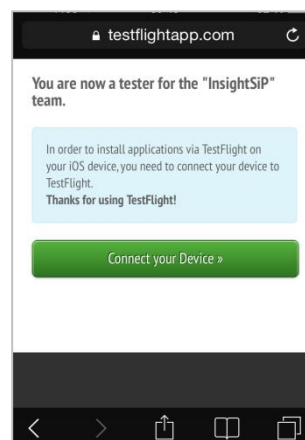 testflightapp.com
You are now a tester for the "InsightSiP"
team.
In order to install applications via TestFlight on
your iOS device, you need to connect your device to
TestFlight.
Thanks for using TestFlight!
Connect your Device »